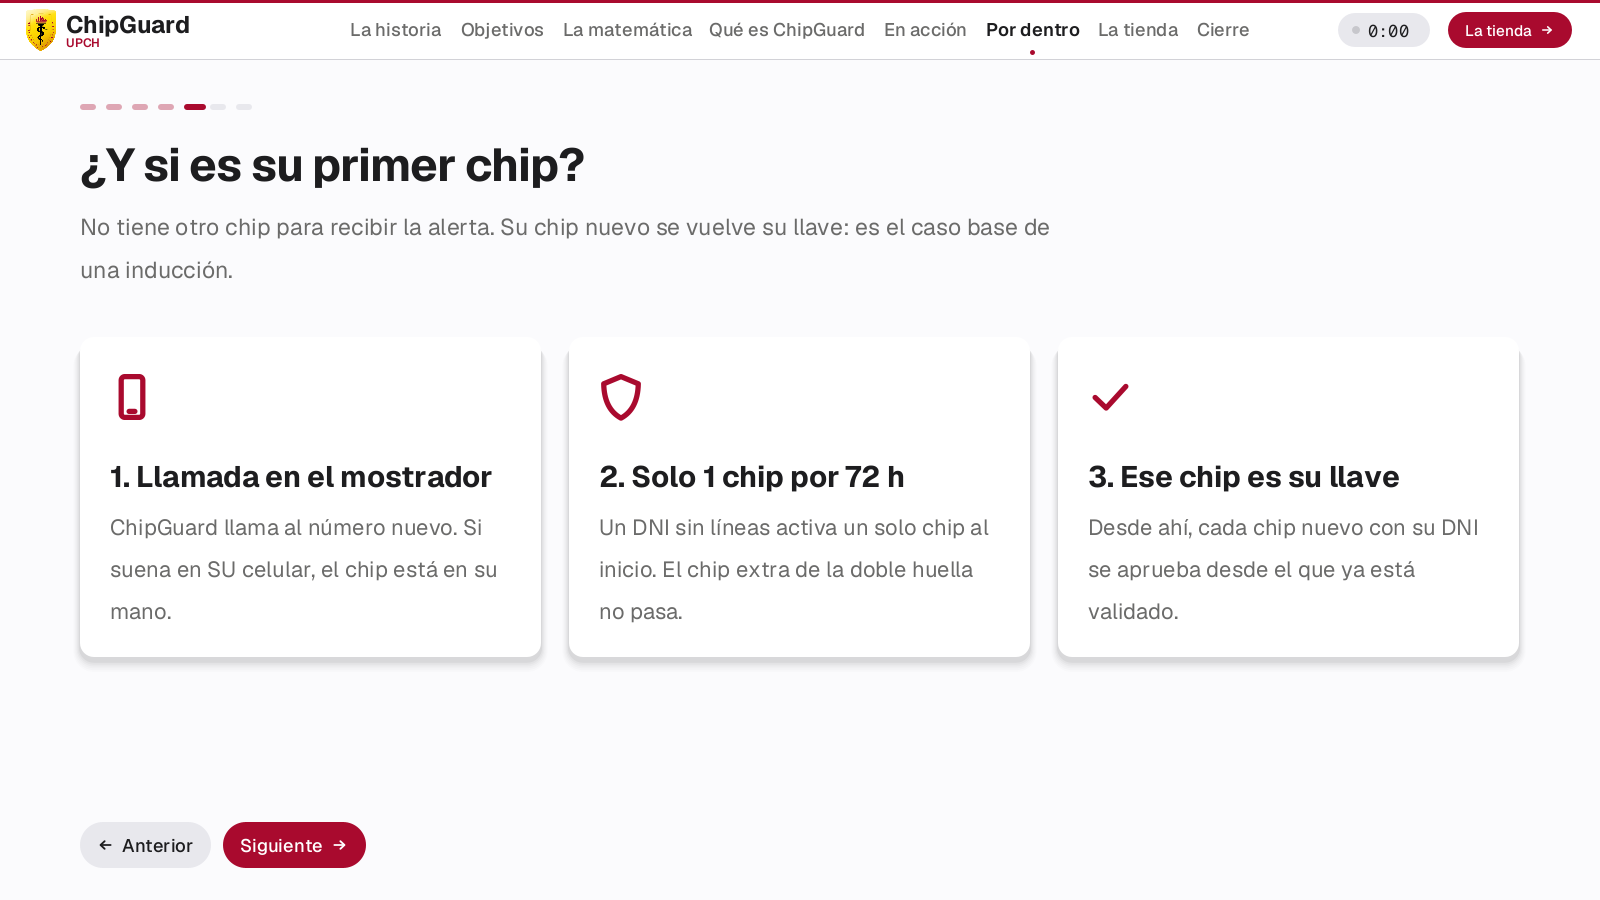 ChipGuard
UPCH
La historia
Objetivos
La matemática
Qué es ChipGuard
En acción
Por dentro
La tienda
Cierre
0:00
La tienda →
¿Y si es su primer chip?
No tiene otro chip para recibir la alerta. Su chip nuevo se vuelve su llave: es el caso base de
una inducción.
1. Llamada en el mostrador
ChipGuard llama al número nuevo. Si
suena en SU celular, el chip está en su
mano.
2. Solo 1 chip por 72 h
Un DNI sin líneas activa un solo chip al
inicio. El chip extra de la doble huella
no pasa.
3. Ese chip es su llave
Desde ahí, cada chip nuevo con su DNI
se aprueba desde el que ya está
validado.
← Anterior
Siguiente →